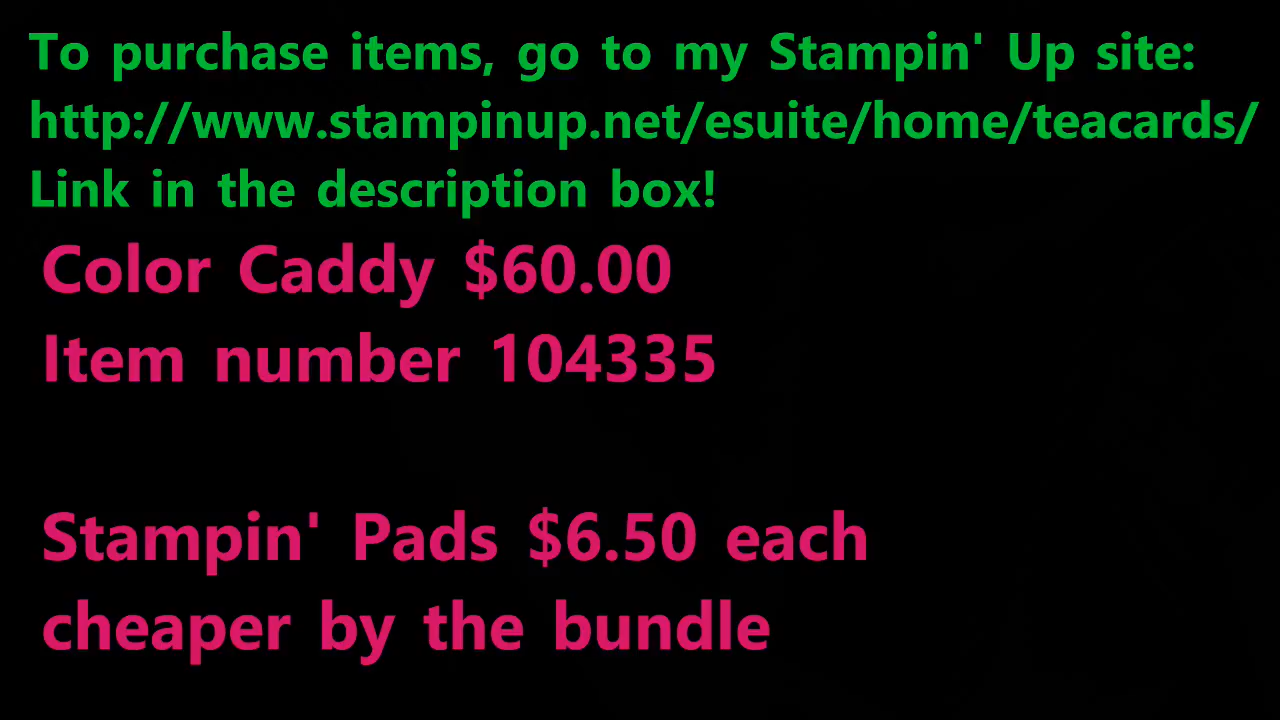 To purchase items, go to my Stampin' Up site:
http://www.stampinup.net/esuite/home/teacards/
Link in the description box!
Color Caddy $60.00
Item number 104335
Stampin' Pads $6.50 each
cheaper by the bundle